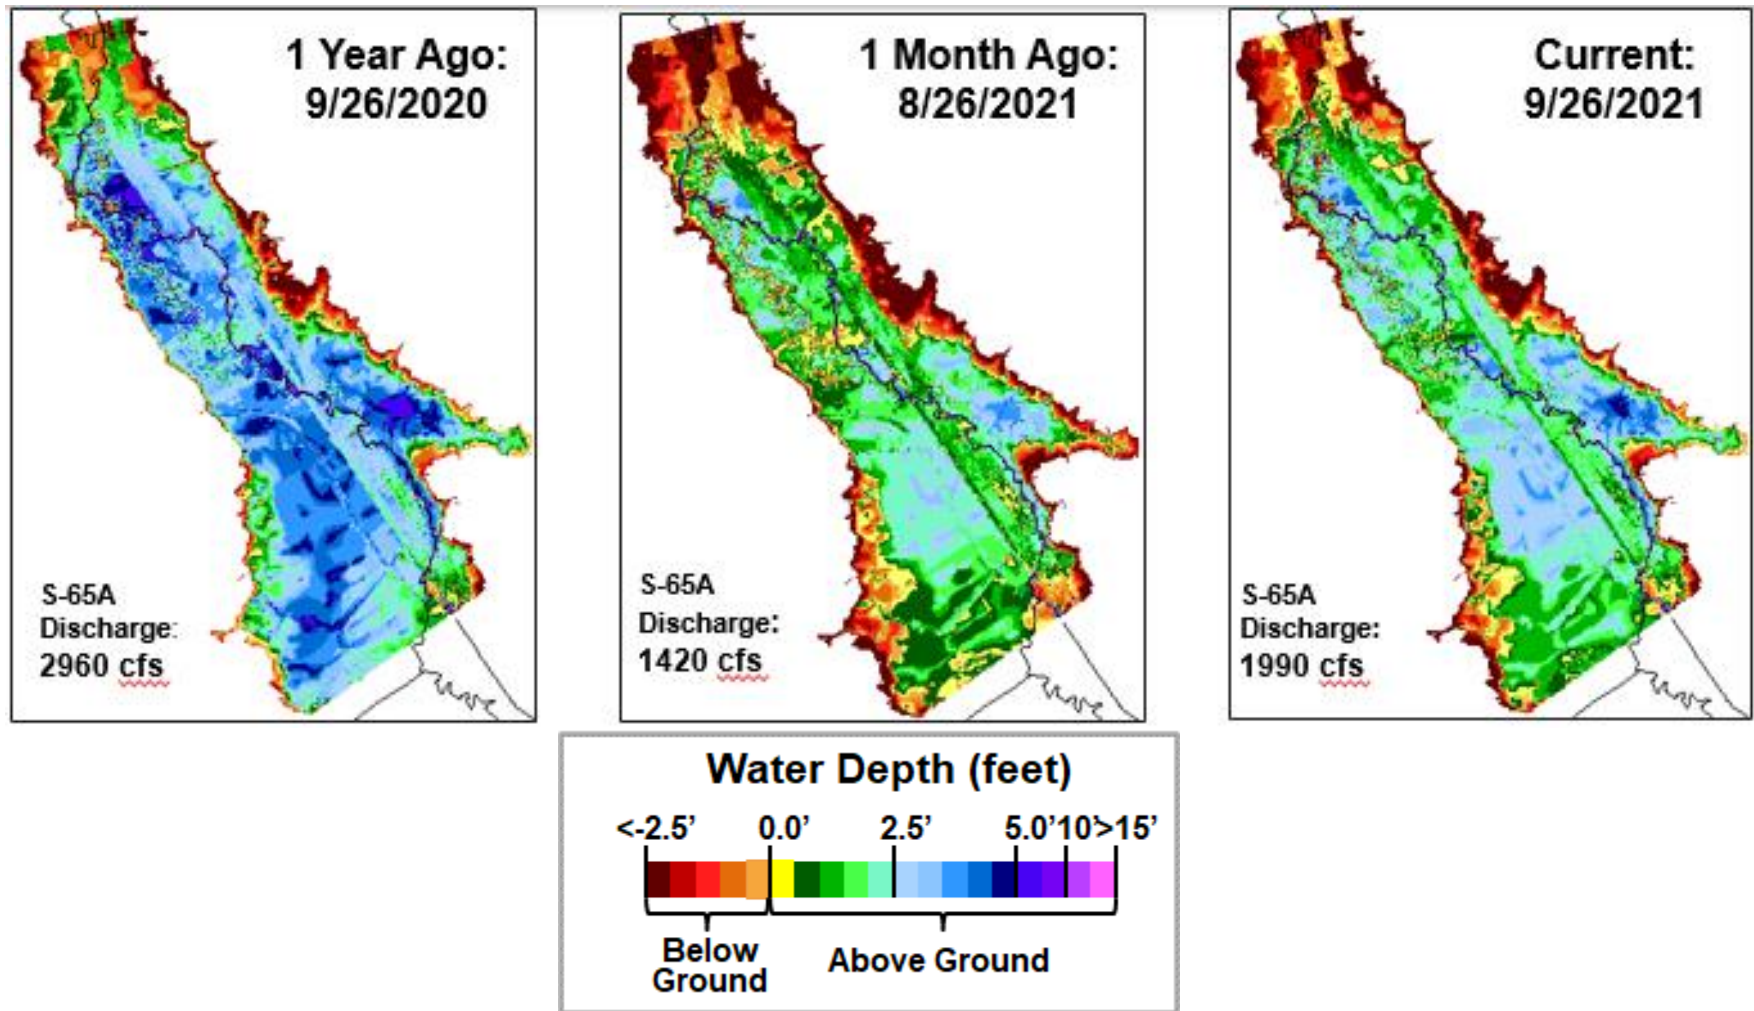 1 Year Ago:
9/26/2020
S-65A
Discharge:
2960 cfs
1 Month Ago:
8/26/2021
S-65A
Discharge:
1420 cfs
Current:
9/26/2021
S-65A
Discharge:
1990 cfs
Water Depth (feet)
<-2.5’ 0.0’ 2.5’ 5.0’10’>15’
Below
Ground
Above Ground